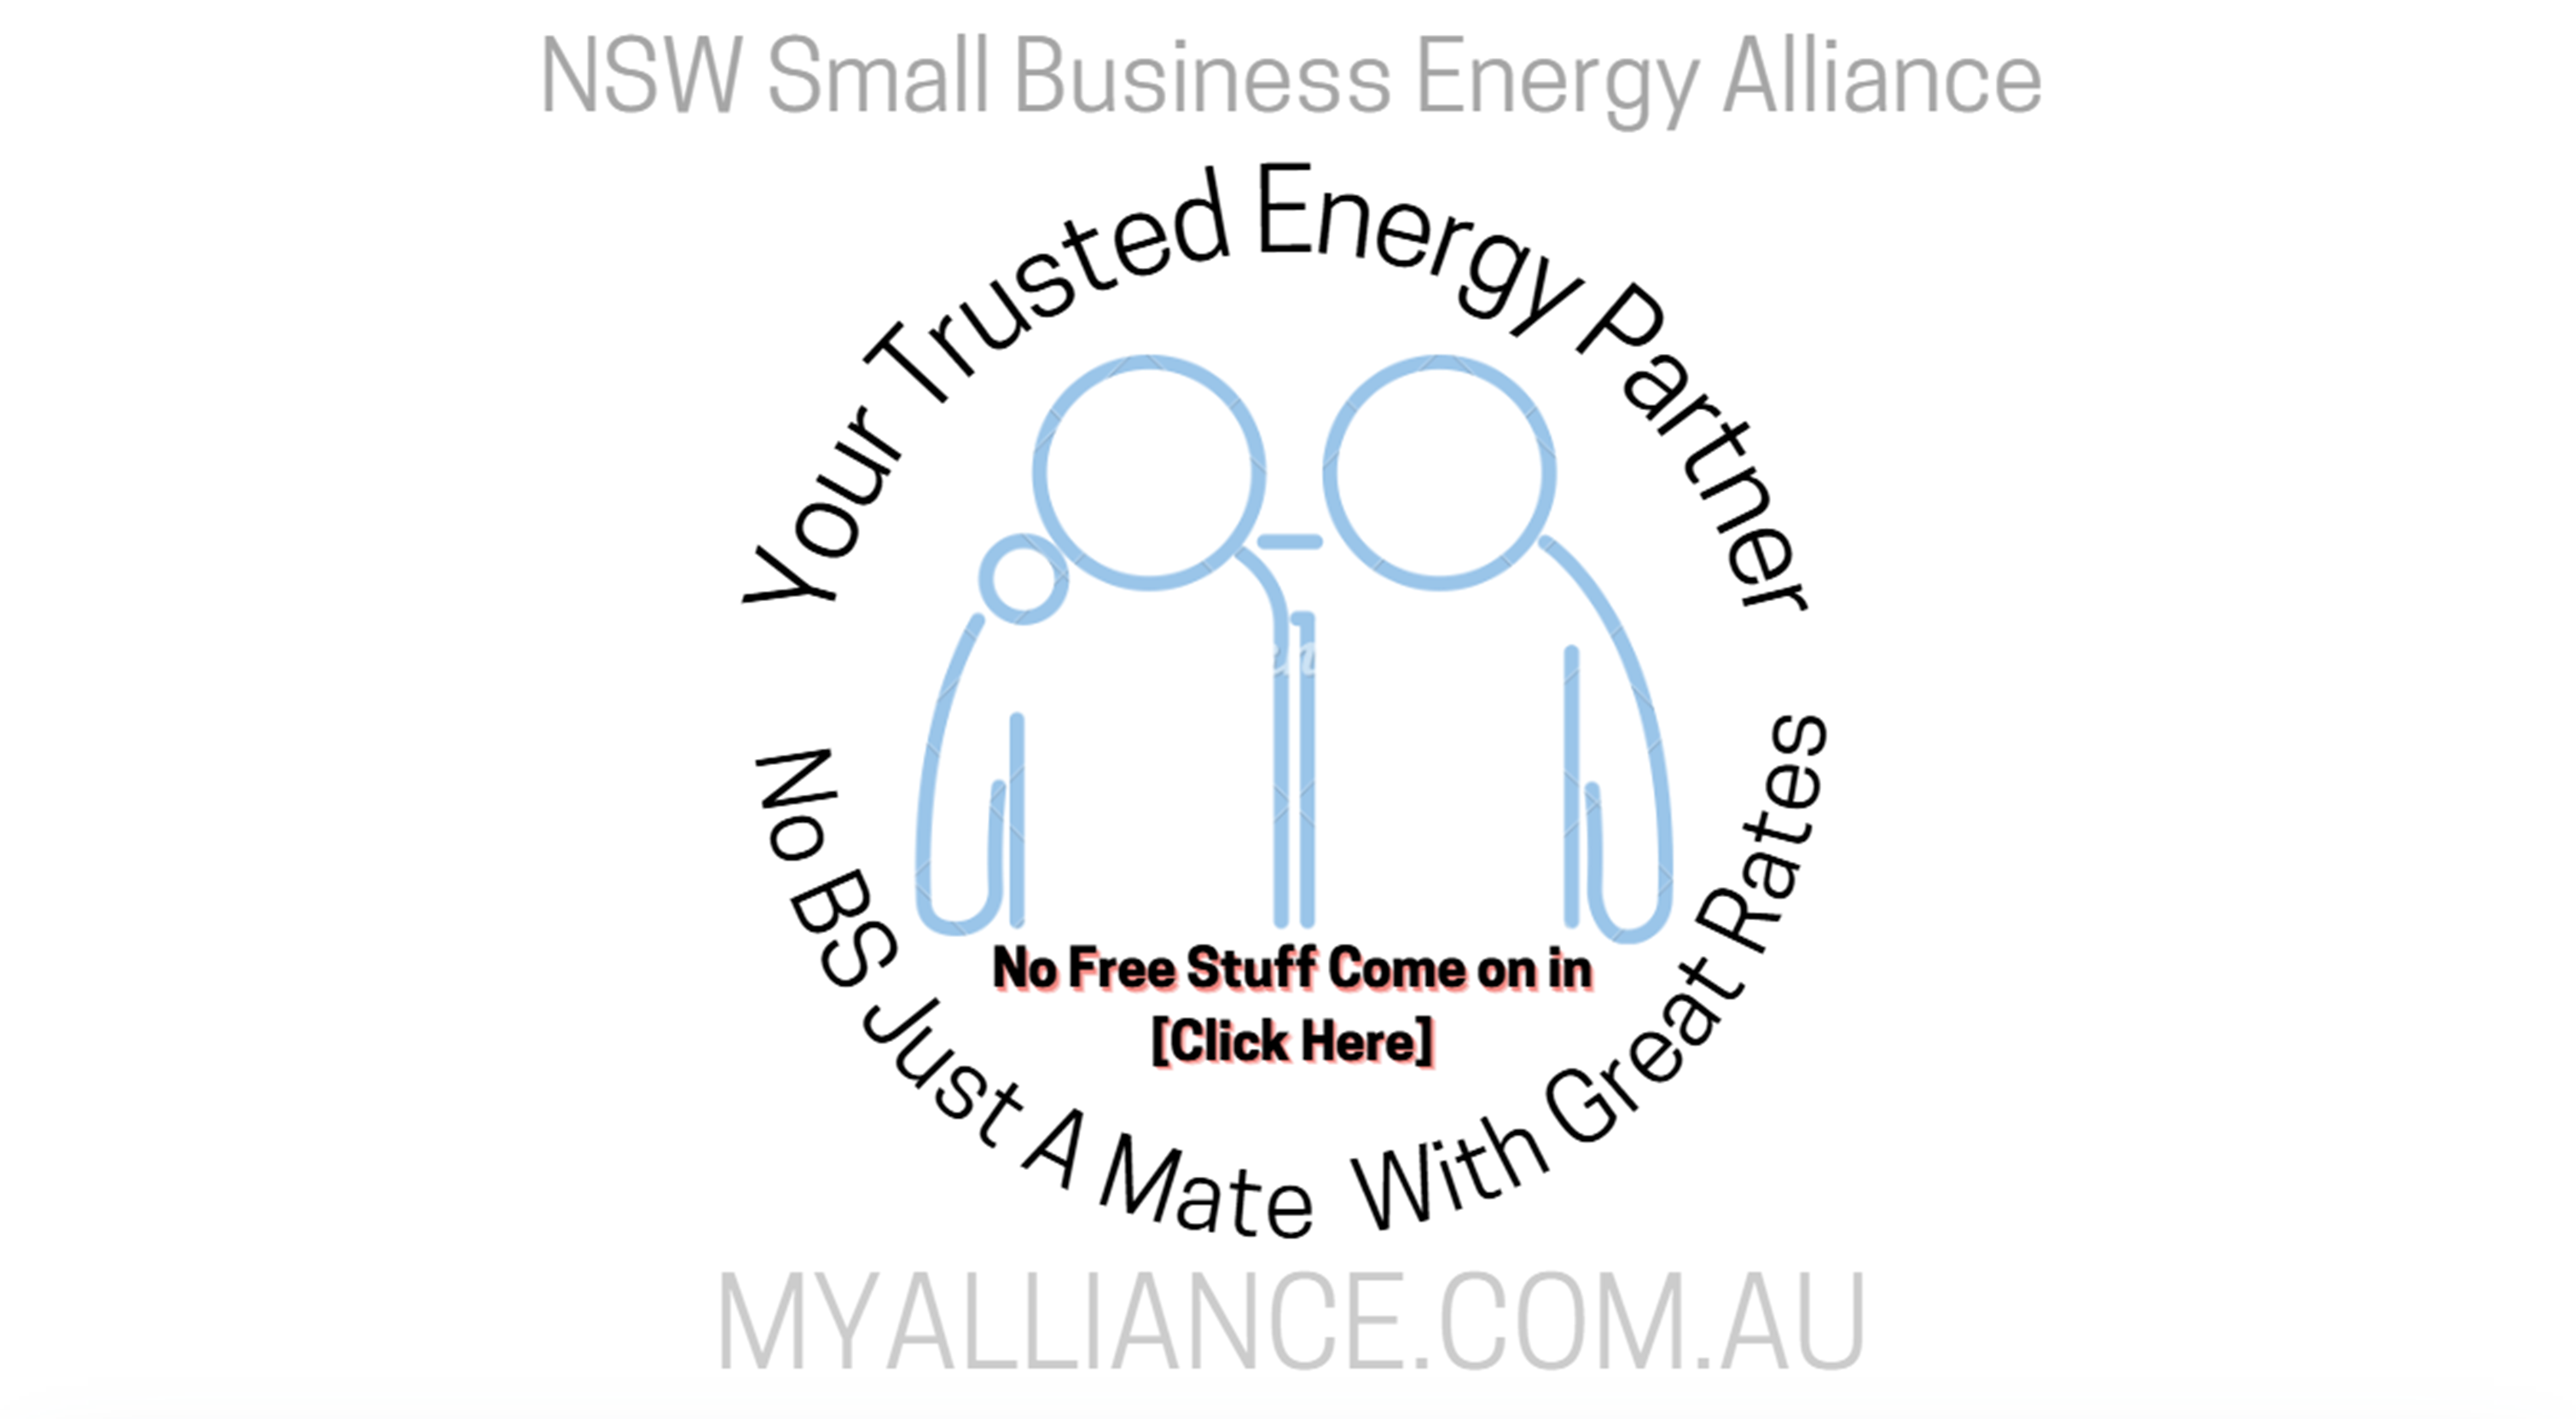 NSW Small Business Energy Alliance
Your Trusted Energy Partner
No Free Stuff Come on in
[Click Here]
No BS Just A Mate With Great Rates
MYALLIANCE.COM.AU